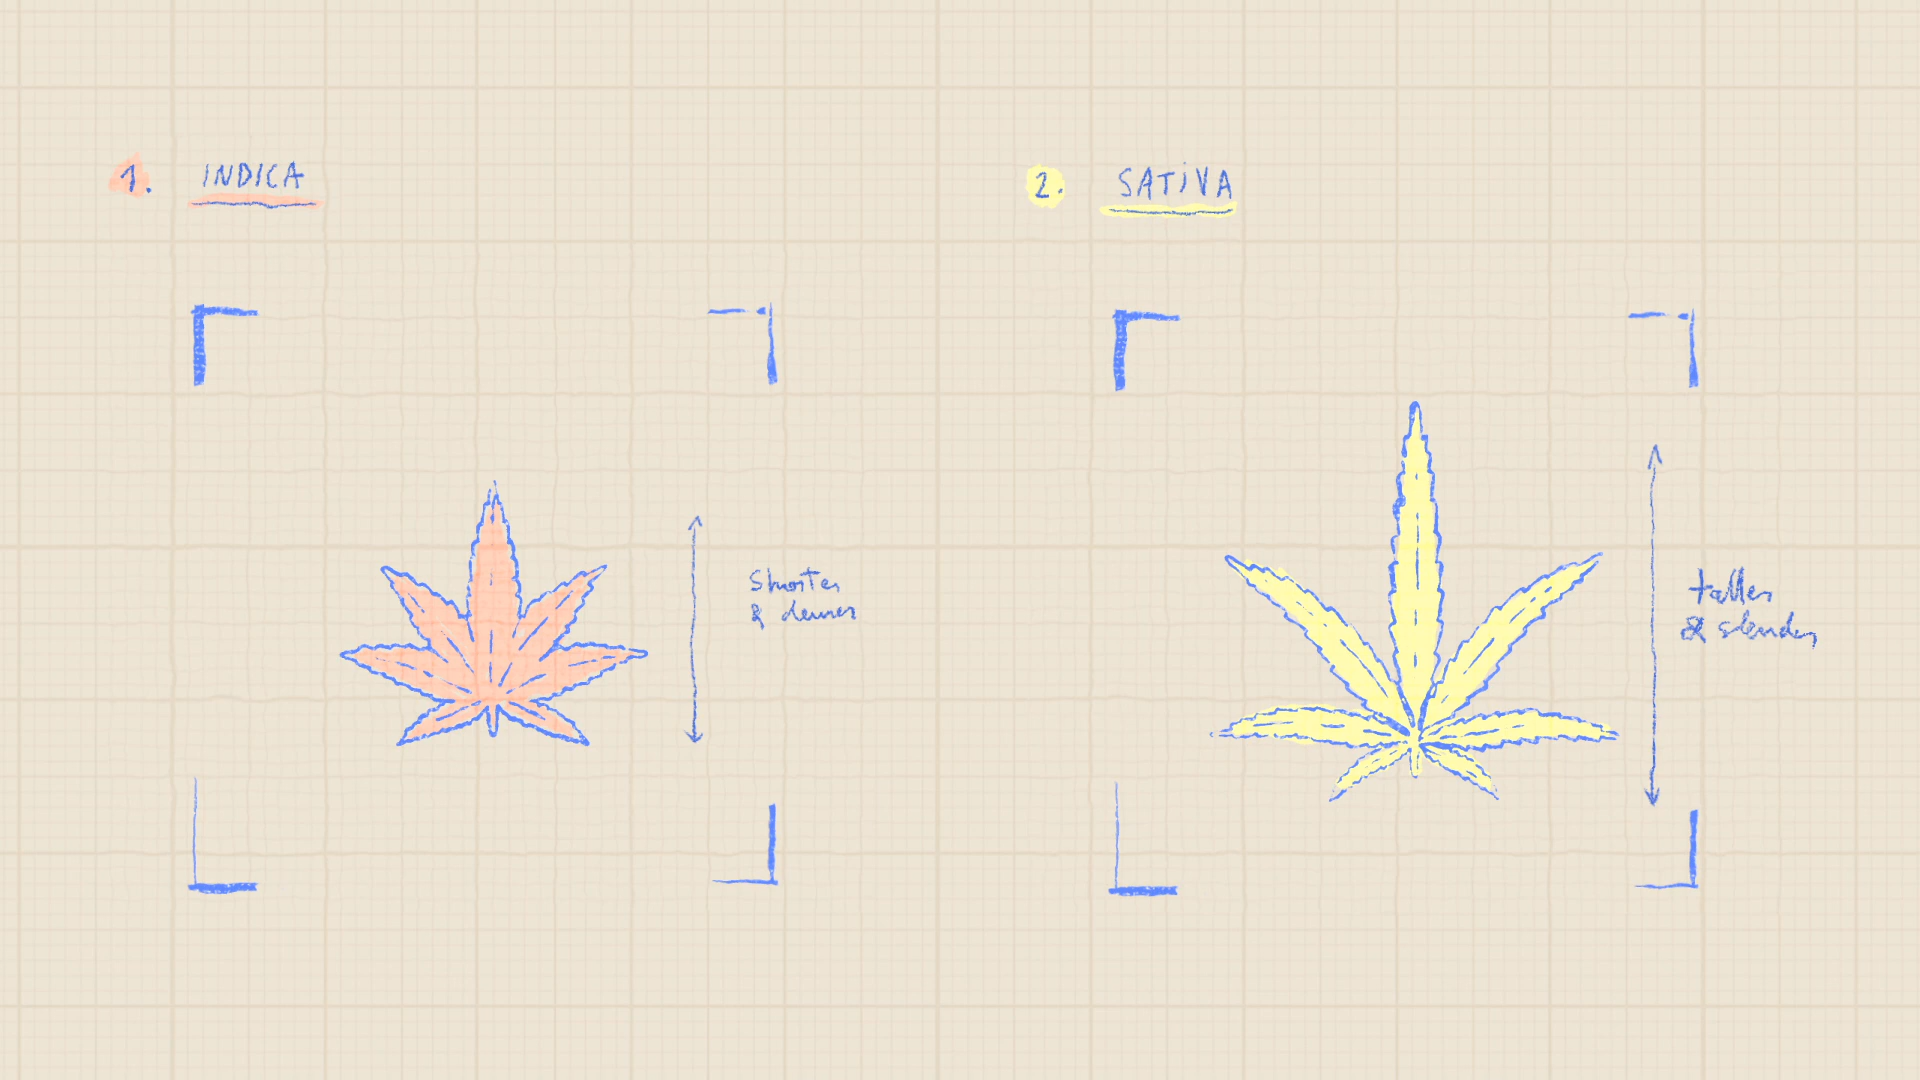 1. INDICA
shorter
& denser
2. SATIVA
taller
& slender